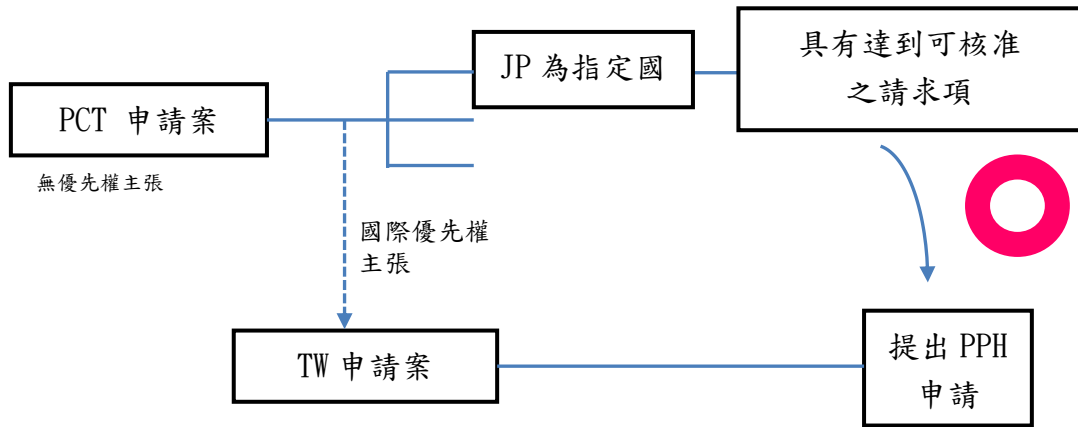 JP 為指定國
具有達到可核准
之請求項
PCT 申請案
無優先權主張
國際優先權
主張
TW 申請案
提出 PPH
申請